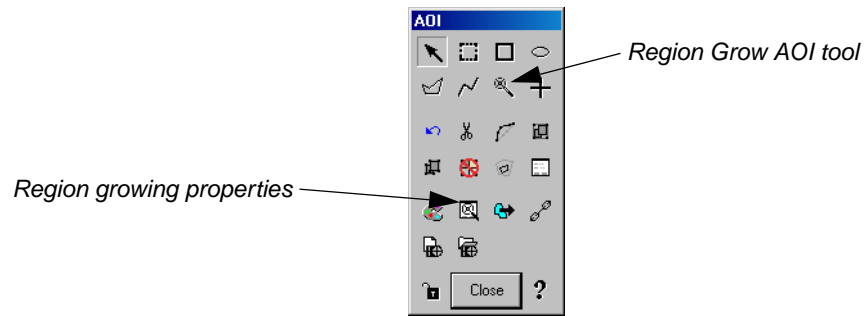 AOI
Region Grow AOI tool
Region growing properties
Close
?